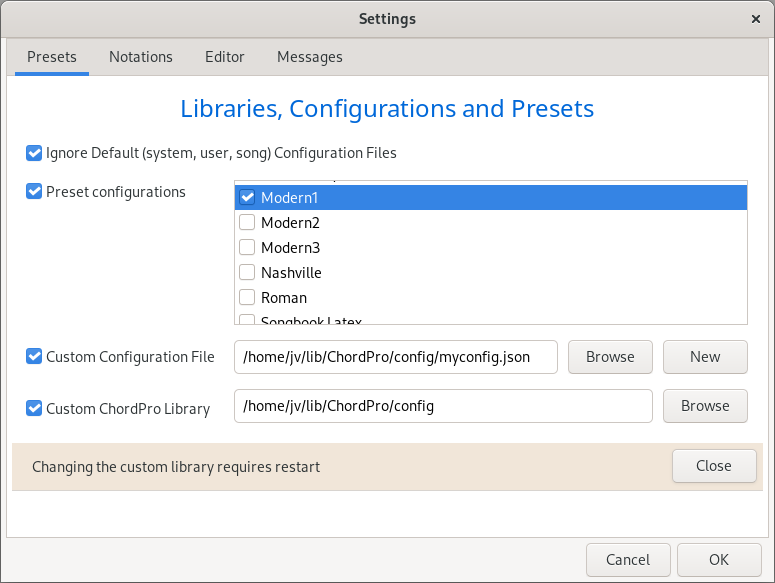 Settings
Presets Notations Editor Messages
Libraries, Configurations and Presets
Ignore Default (system, user, song) Configuration Files
Preset configurations
Modern1
Modern2
Modern3
Nashville
Roman
Songbook Latex
Custom Configuration File /home/jv/lib/ChordPro/config/myconfig.json Browse New
Custom ChordPro Library /home/jv/lib/ChordPro/config Browse
Changing the custom library requires restart Close
Cancel OK